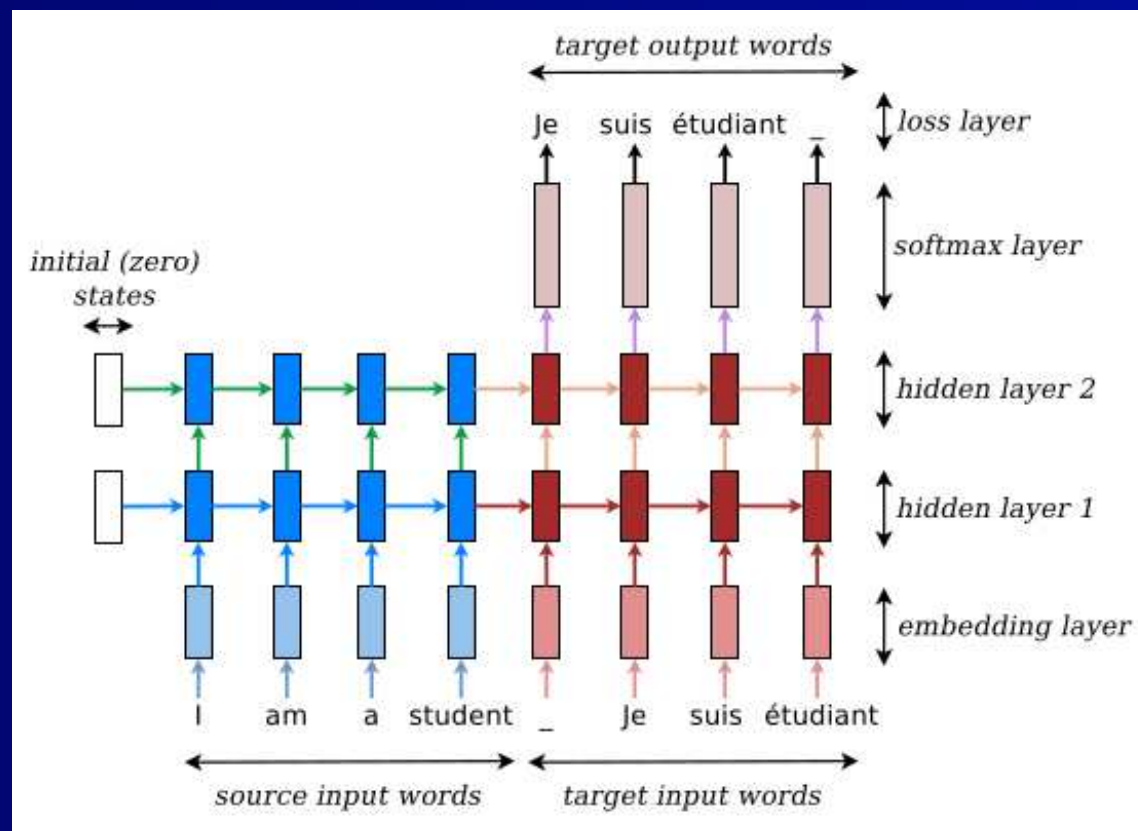 target output words
Je suis étudiant _
loss layer
softmax layer
initial (zero)
states
hidden layer 2
hidden layer 1
embedding layer
I am a student _ Je suis étudiant
source input words
target input words